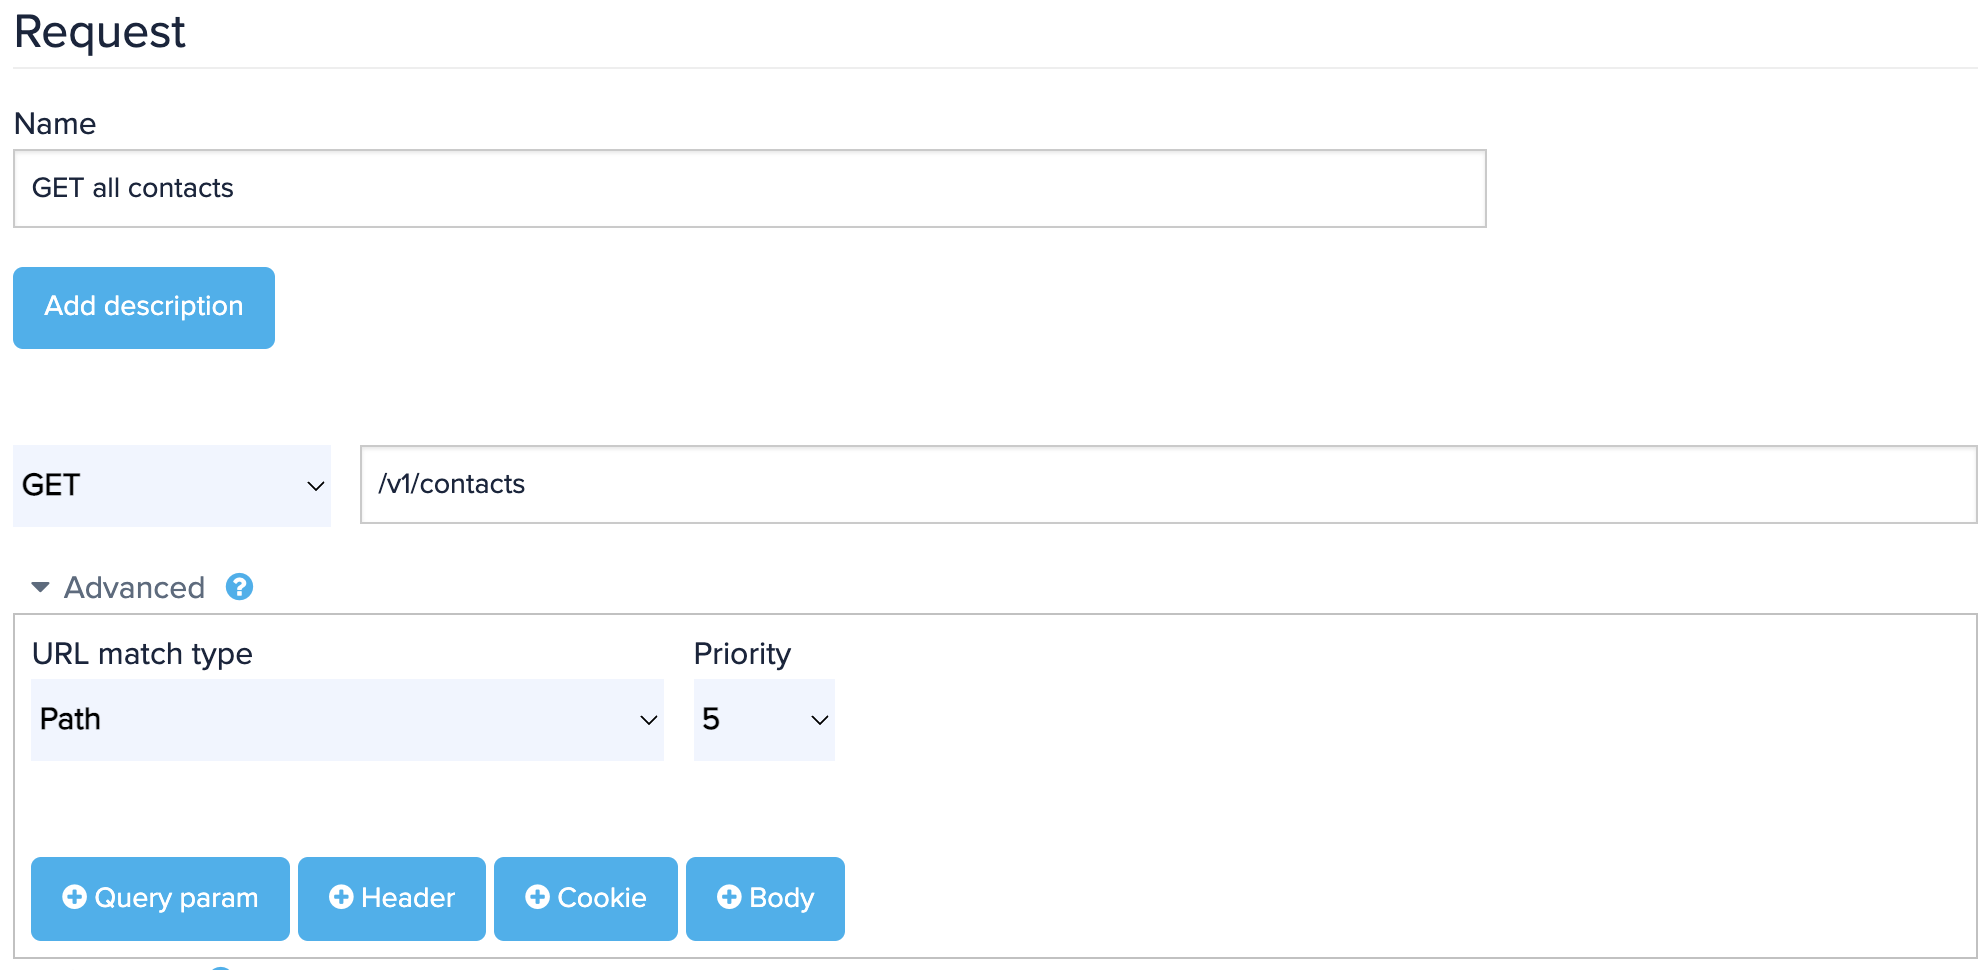 Request
Name
GET all contacts
Add description
GET
/v1/contacts
Advanced ?
URL match type
Priority
Path
5
Query param
Header
Cookie
Body